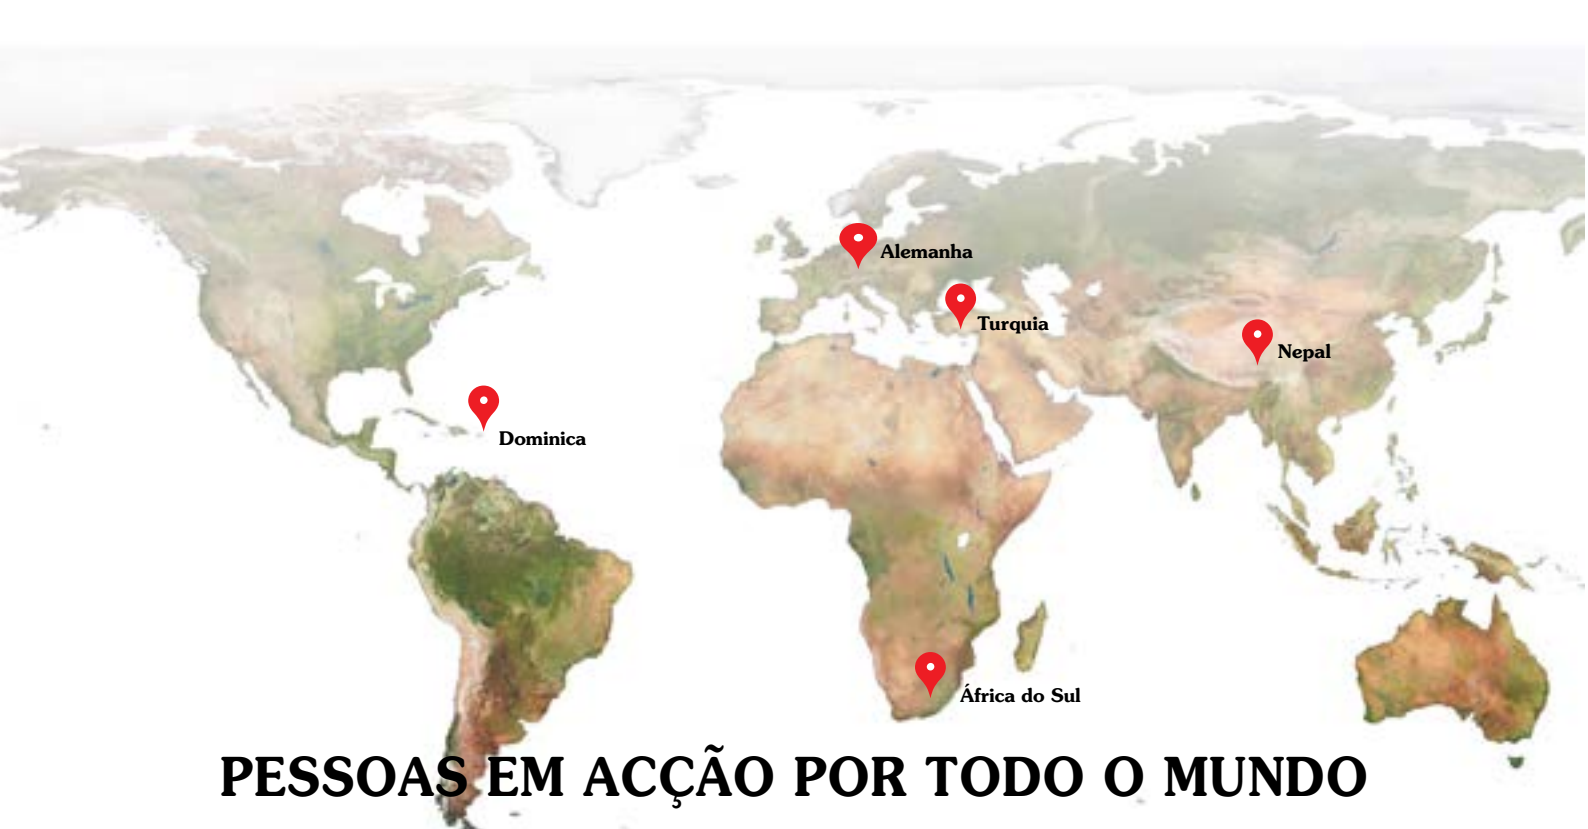 Alemanha
Turquia
Nepal
Dominica
África do Sul
PESSOAS EM ACÇÃO POR TODO O MUNDO